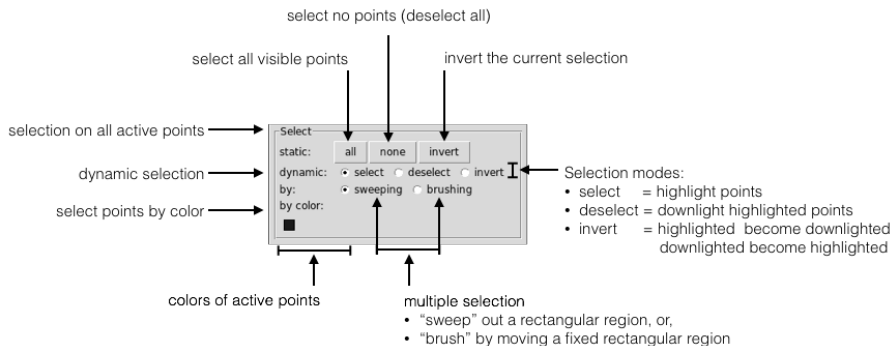 select no points (deselect all)
select all visible points
invert the current selection
selection on all active points
Select
static: all none invert
dynamic selection
dynamic: select deselect invert
by: sweeping brushing
select points by color
by color:
Selection modes:
• select = highlight points
• deselect = downlight highlighted points
• invert = highlighted become downlighted
downlighted become highlighted
colors of active points
multiple selection
• “sweep” out a rectangular region, or,
• “brush” by moving a fixed rectangular region